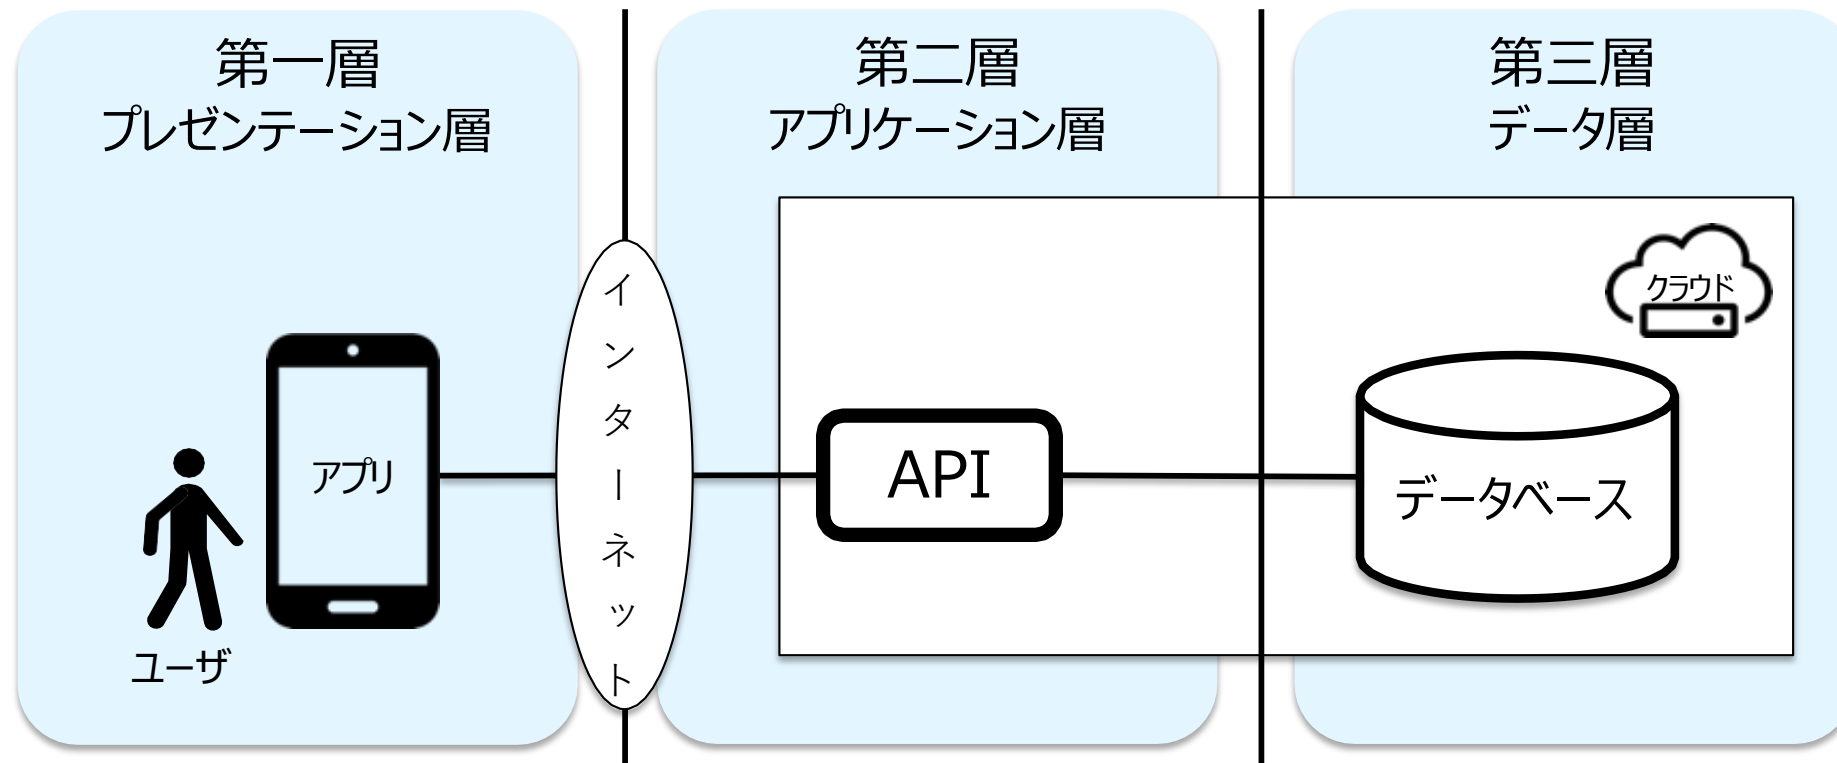 第一層
プレゼンテーション層
第二層
アプリケーション層
第三層
データ層
インターネット
クラウド
アプリ
API
データベース
ユーザ